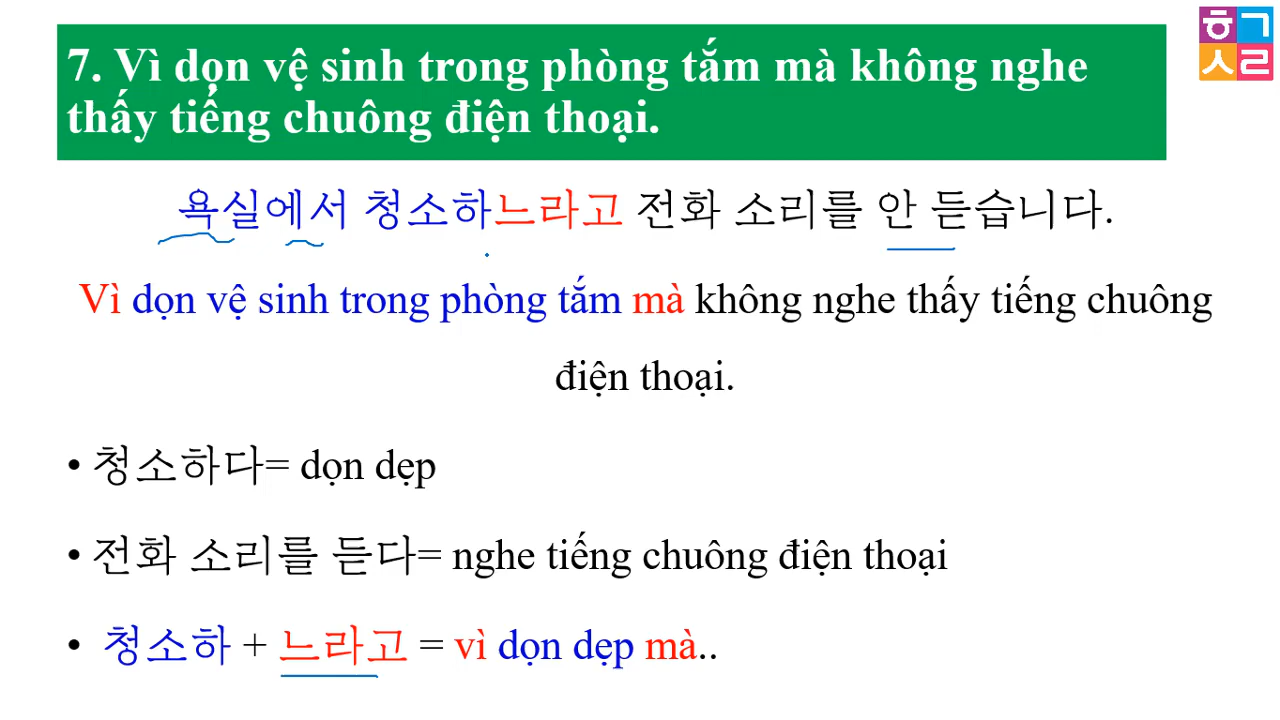 7. Vì dọn vệ sinh trong phòng tắm mà không nghe
thấy tiếng chuông điện thoại.
ㅎㄱ
ㅅㄹ
욕실에서 청소하느라고 전화 소리를 안 듣습니다.
Vì dọn vệ sinh trong phòng tắm mà không nghe thấy tiếng chuông
điện thoại.
• 청소하다= dọn dẹp
• 전화 소리를 듣다= nghe tiếng chuông điện thoại
• 청소하 + 느라고 = vì dọn dẹp mà..